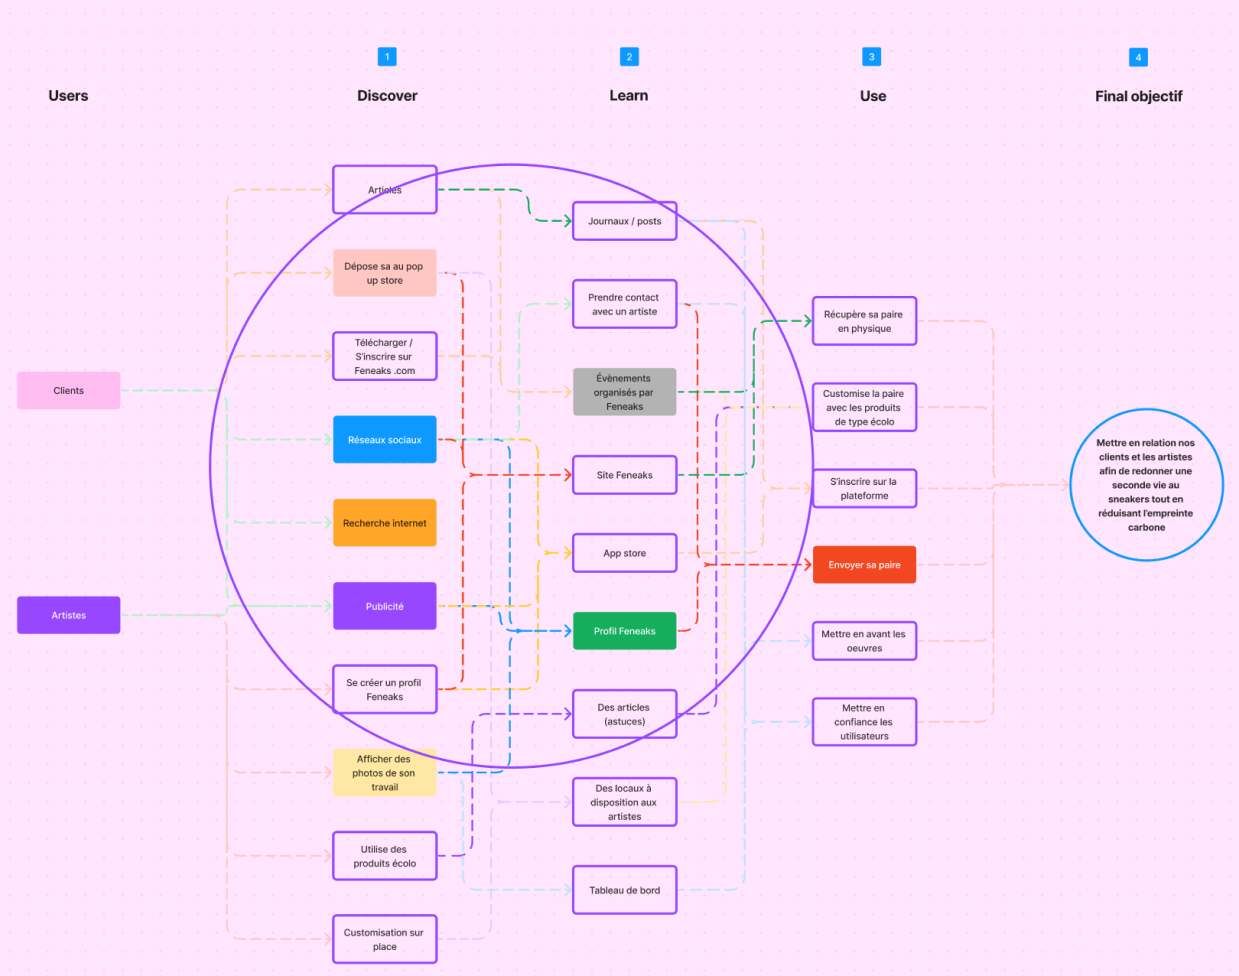 1
2
3
4
Users
Discover
Learn
Use
Final objectif
Clients
Artistes
Articles
Dépose sa au pop
up store
Télécharger /
S'inscrire sur
Feneaks .com
Réseaux sociaux
Recherche internet
Publicité
Se créer un profil
Feneaks
Afficher des
photos de son
travail
Utilise des
produits écolo
Customisation sur
place
Journaux / posts
Prendre contact
avec un artiste
Évènements
organisés par
Feneaks
Site Feneaks
App store
Profil Feneaks
Des articles
(astuces)
Des locaux à
disposition aux
artistes
Tableau de bord
Récupère sa paire
en physique
Customise la paire
avec les produits
de type écolo
S'inscrire sur la
plateforme
Envoyer sa paire
Mettre en avant les
oeuvres
Mettre en
confiance les
utilisateurs
Mettre en relation nos
clients et les artistes
afin de redonner une
seconde vie au
sneakers tout en
réduisant l'empreinte
carbone